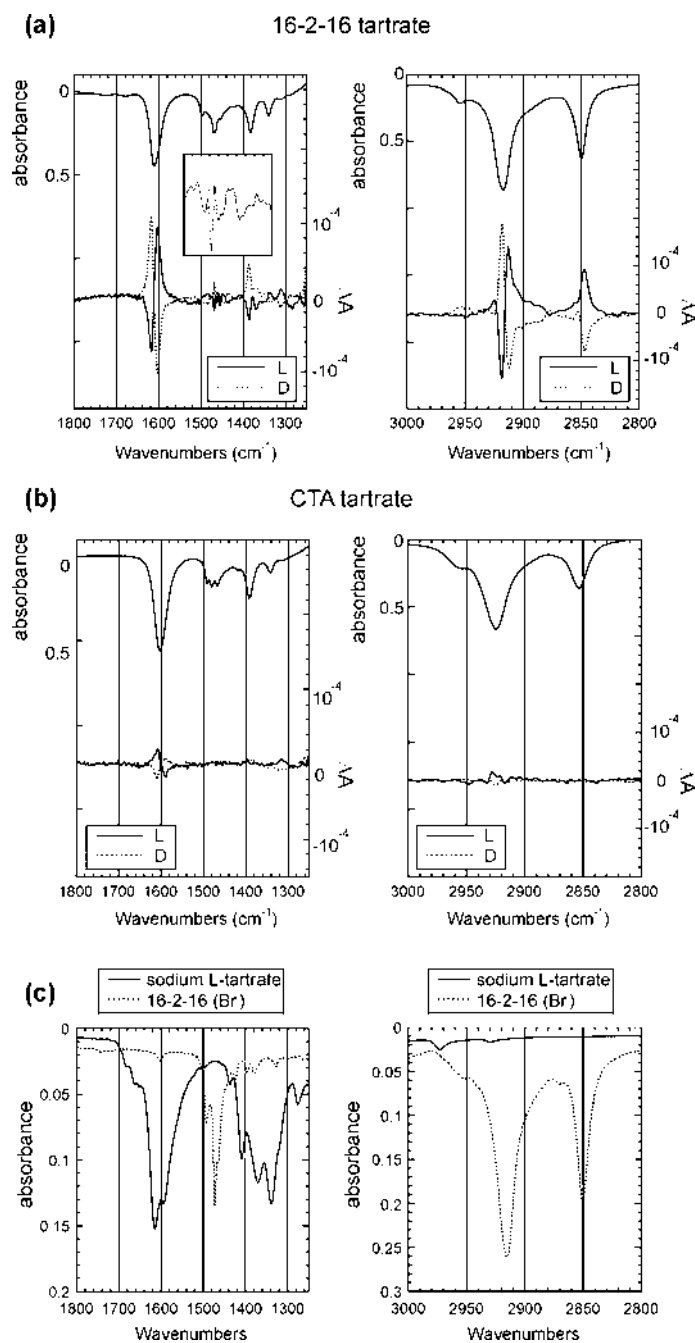 (a) 16-2-16 tartrate
absorbance
0
0.5
10⁻⁴
0
-10⁻⁴
ΔA
L
D
1800 1700 1600 1500 1400 1300
Wavenumbers (cm⁻¹)
absorbance
0
0.5
10⁻⁴
0
-10⁻⁴
ΔA
L
D
3000 2950 2900 2850 2800
Wavenumbers (cm⁻¹)
(b) CTA tartrate
absorbance
0
0.5
10⁻⁴
0
-10⁻⁴
ΔA
L
D
1800 1700 1600 1500 1400 1300
Wavenumbers (cm⁻¹)
absorbance
0
0.5
10⁻⁴
0
-10⁻⁴
ΔA
L
D
3000 2950 2900 2850 2800
Wavenumbers (cm⁻¹)
(c)
sodium L-tartrate
16-2-16 (Br)
absorbance
0
0.05
0.1
0.15
0.2
1800 1700 1600 1500 1400 1300
Wavenumbers
sodium L-tartrate
16-2-16 (Br)
absorbance
0
0.05
0.1
0.15
0.2
0.25
0.3
3000 2950 2900 2850 2800
Wavenumbers